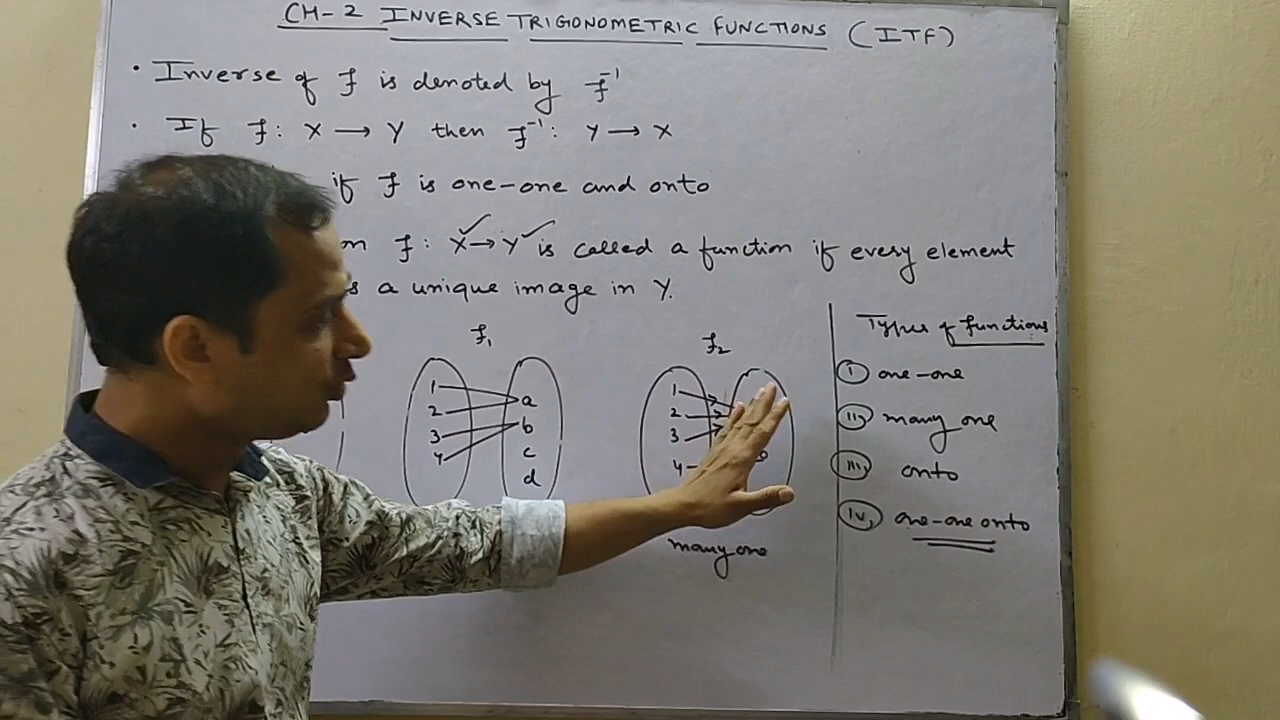 CH-2 INVERSE TRIGONOMETRIC FUNCTIONS (ITF)
• Inverse of f is denoted by f⁻¹
• If f: X → Y then f⁻¹: Y → X
if f is one-one and onto
f: X → Y is called a function if every element
a unique image in Y.
f₁
1
2
3
4
a
b
c
d
f₂
1
2
3
4
many one
Types of functions
i) one-one
ii) many one
iii) onto
iv) one-one onto